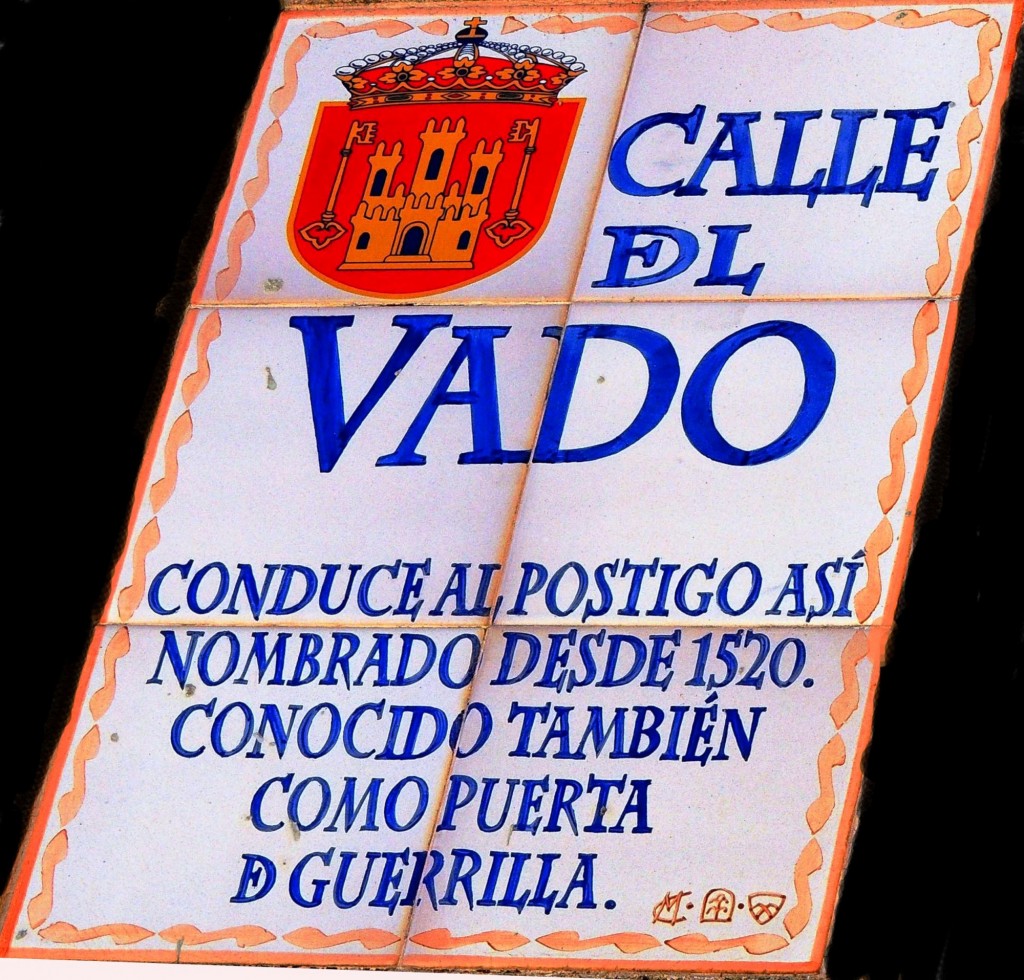 CALLE
DEL
VADO
CONDUCE AL POSTIGO ASÍ
NOMBRADO DESDE 1520.
CONOCIDO TAMBIÉN
COMO PUERTA
DE GUERRILLA.